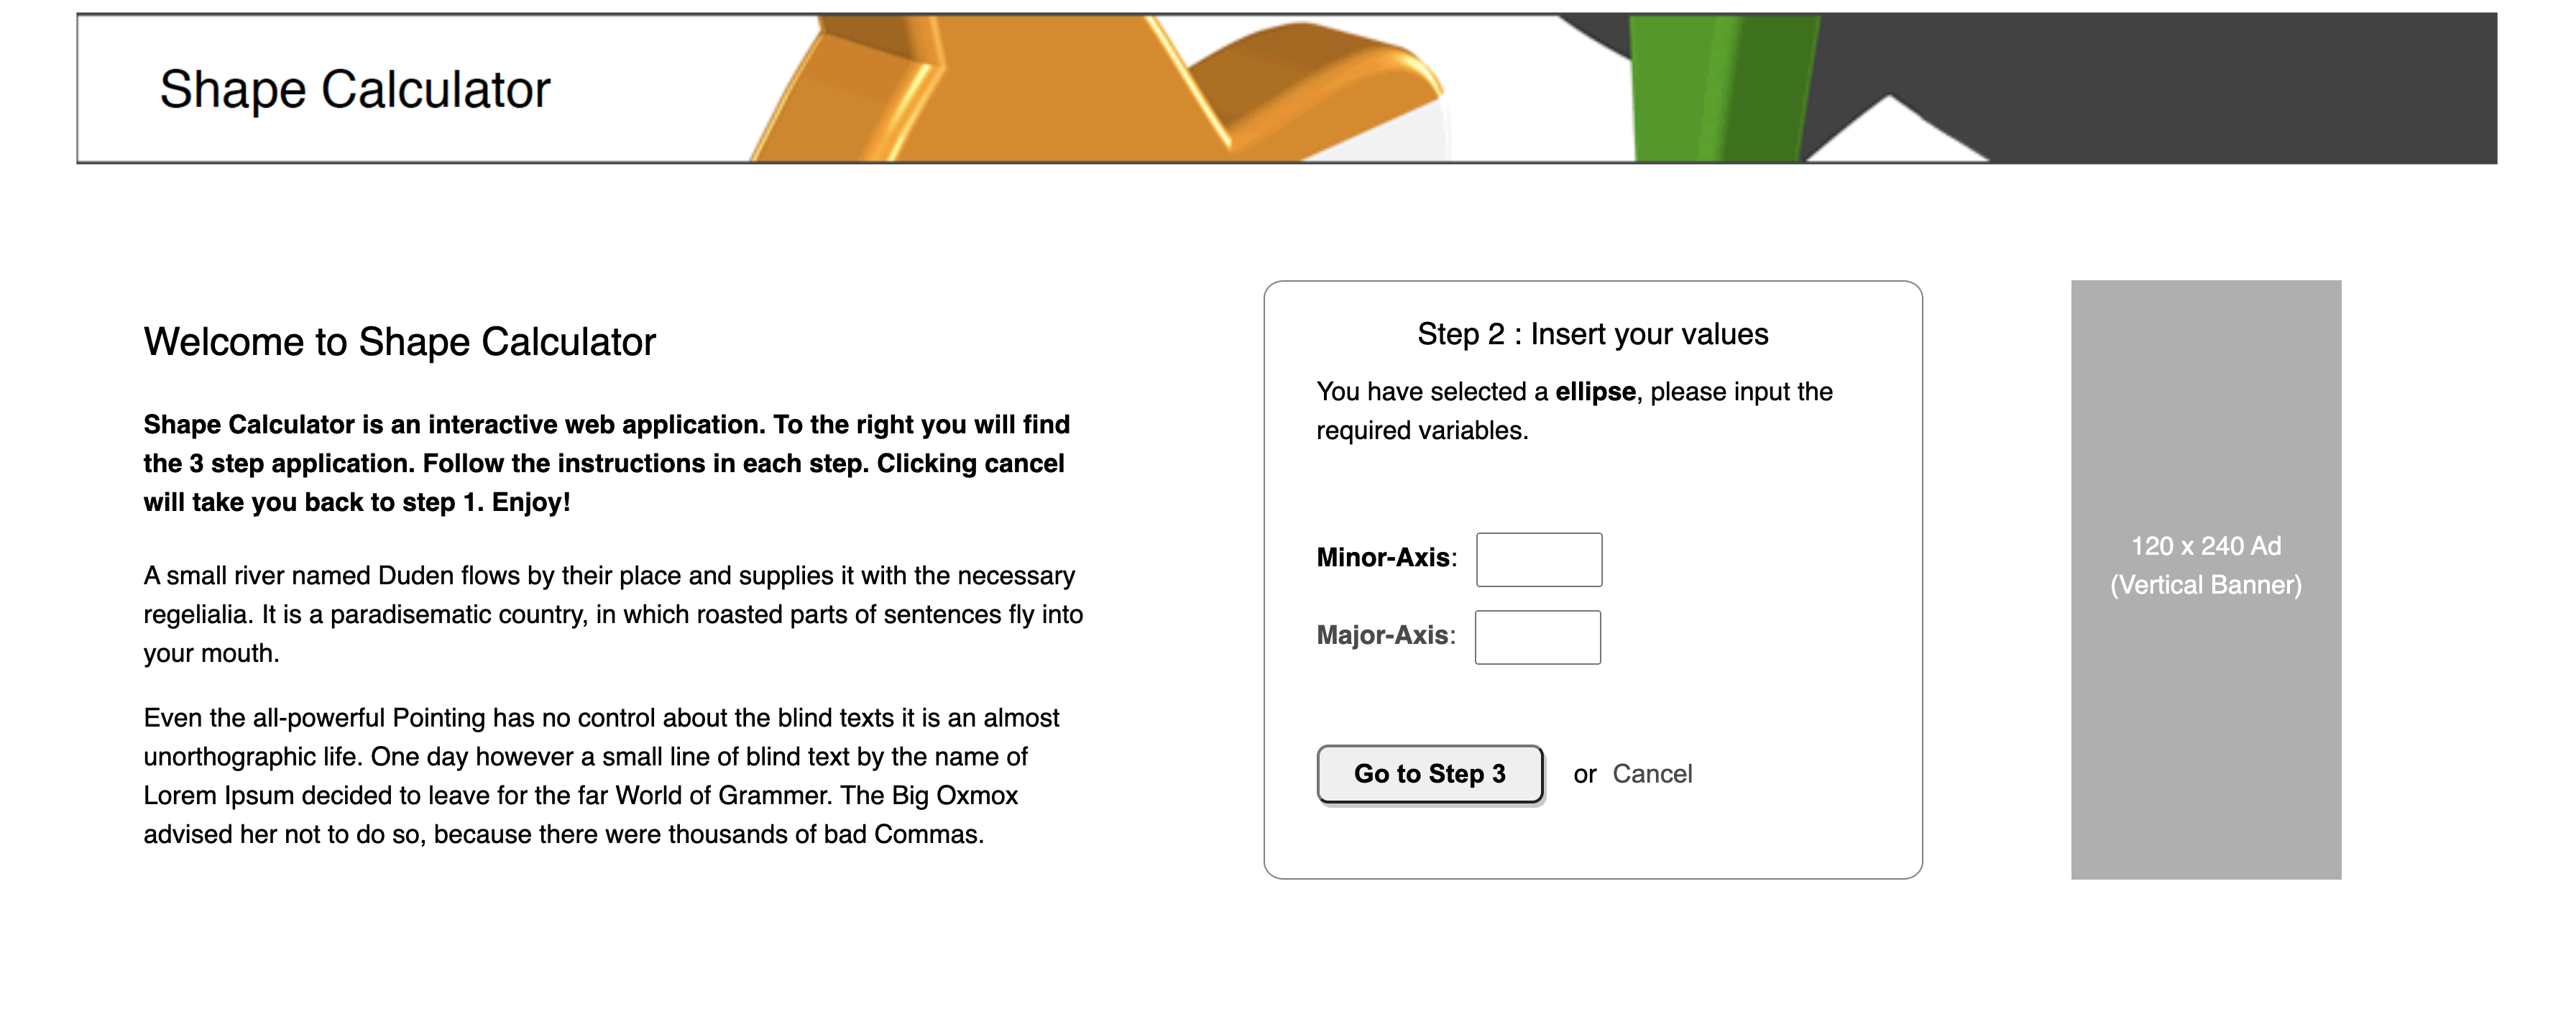 Shape Calculator
Welcome to Shape Calculator
Shape Calculator is an interactive web application. To the right you will find
the 3 step application. Follow the instructions in each step. Clicking cancel
will take you back to step 1. Enjoy!
A small river named Duden flows by their place and supplies it with the necessary
regelialia. It is a paradisematic country, in which roasted parts of sentences fly into
your mouth.
Even the all-powerful Pointing has no control about the blind texts it is an almost
unorthographic life. One day however a small line of blind text by the name of
Lorem Ipsum decided to leave for the far World of Grammer. The Big Oxmox
advised her not to do so, because there were thousands of bad Commas.
Step 2 : Insert your values
You have selected a ellipse, please input the
required variables.
Minor-Axis:
Major-Axis:
Go to Step 3 or Cancel
120 x 240 Ad
(Vertical Banner)